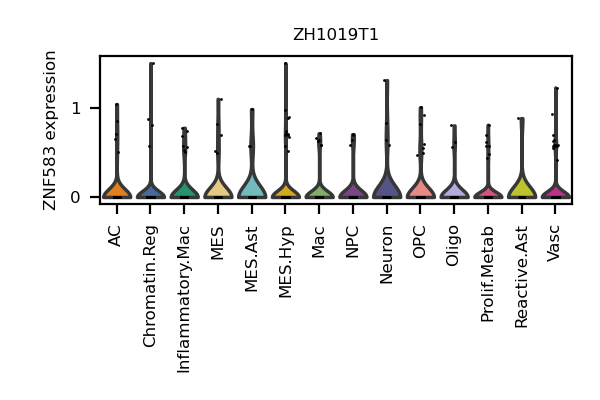 ZH1019T1
ZNF583 expression
1
0
AC
Chromatin.Reg
Inflammatory.Mac
MES
MES.Ast
MES.Hyp
Mac
NPC
Neuron
OPC
Oligo
Prolif.Metab
Reactive.Ast
Vasc